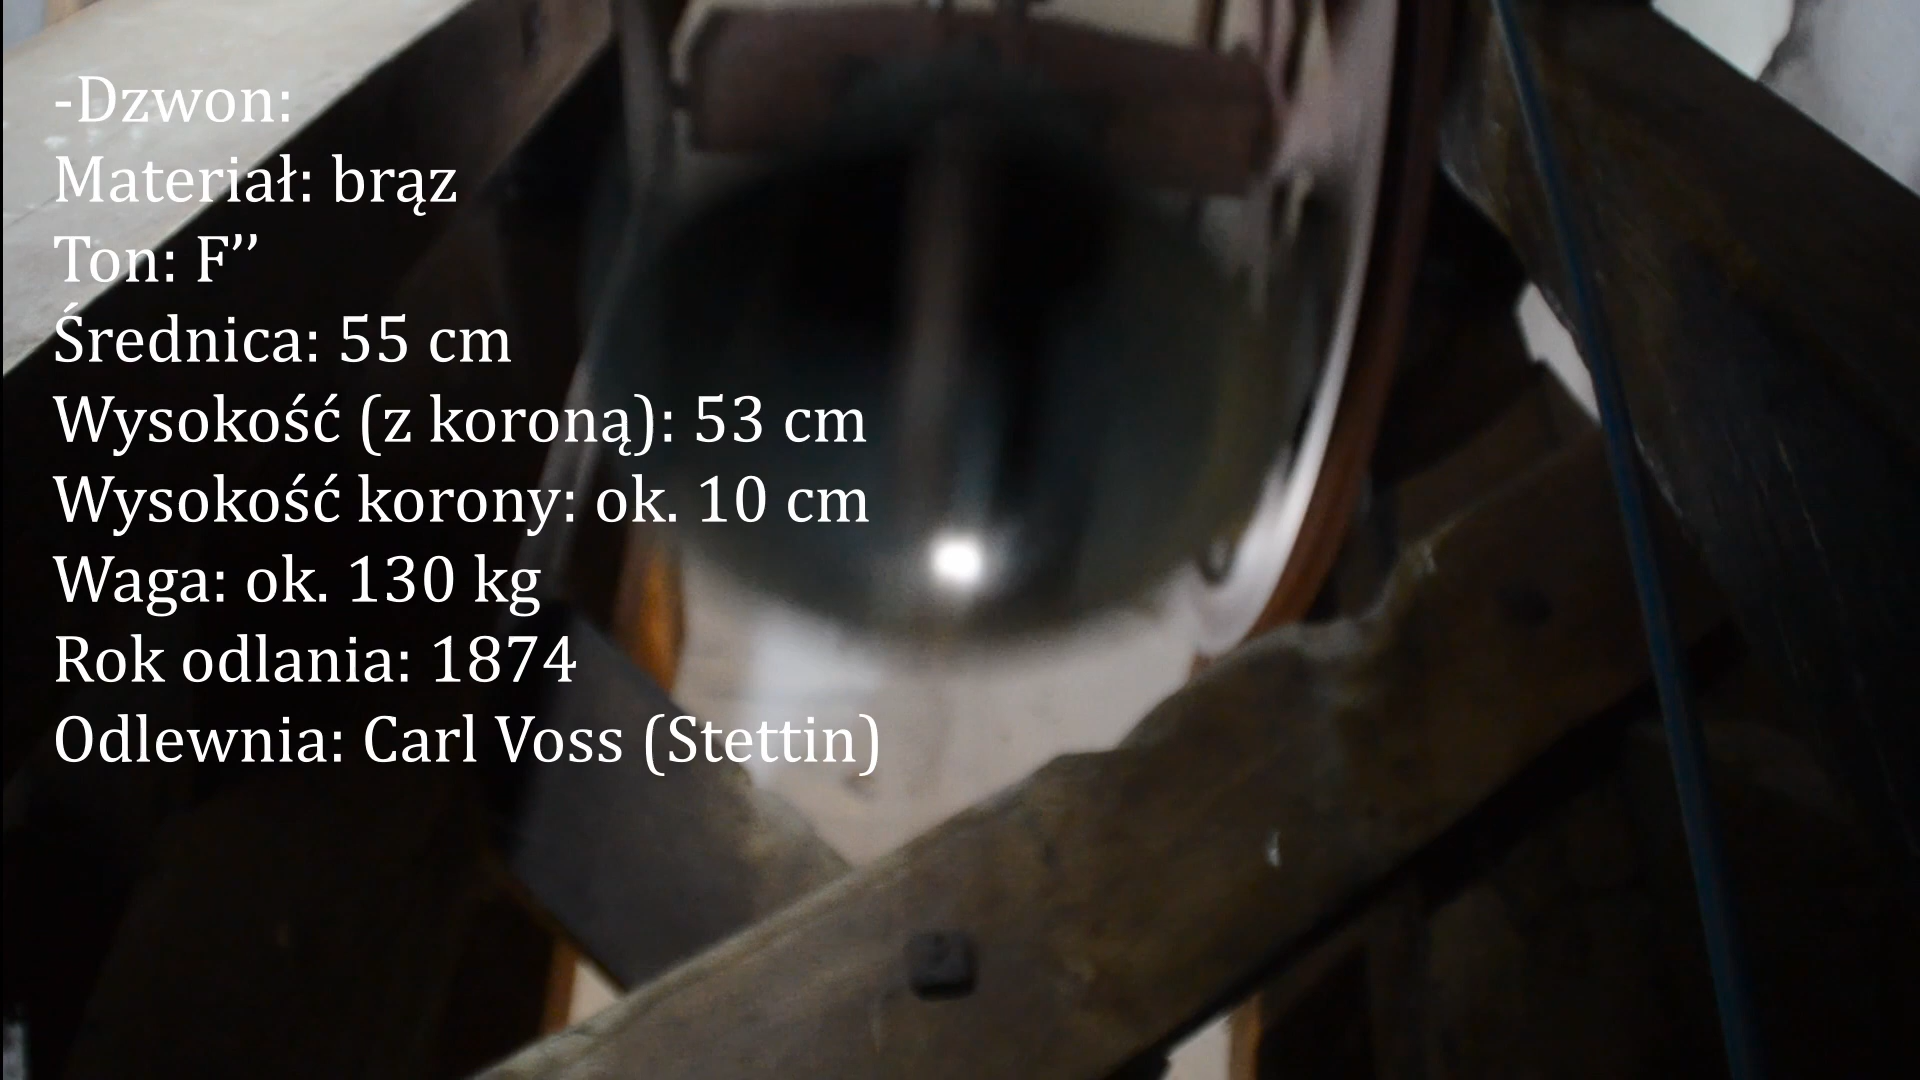 -Dzwon:
Materiał: brąz
Ton: F’’
Średnica: 55 cm
Wysokość (z koroną): 53 cm
Wysokość korony: ok. 10 cm
Waga: ok. 130 kg
Rok odlania: 1874
Odlewnia: Carl Voss (Stettin)